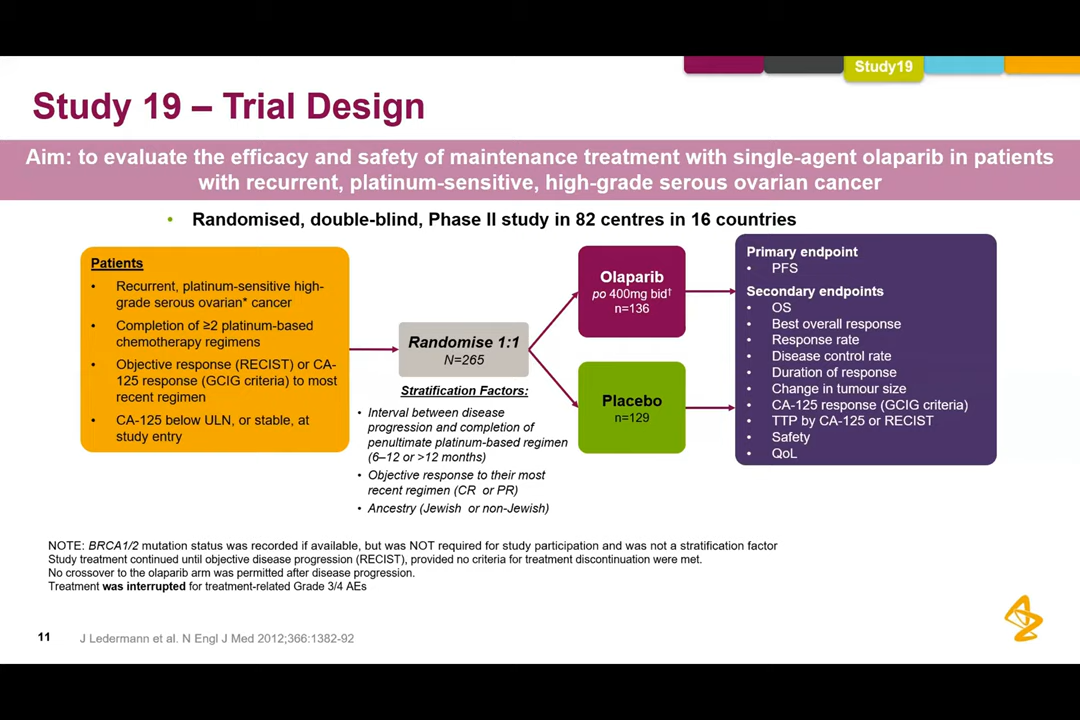 Study19
Study 19 – Trial Design
Aim: to evaluate the efficacy and safety of maintenance treatment with single-agent olaparib in patients
with recurrent, platinum-sensitive, high-grade serous ovarian cancer
• Randomised, double-blind, Phase II study in 82 centres in 16 countries
Patients
• Recurrent, platinum-sensitive high-
grade serous ovarian* cancer
• Completion of ≥2 platinum-based
chemotherapy regimens
• Objective response (RECIST) or CA-
125 response (GCIG criteria) to most
recent regimen
• CA-125 below ULN, or stable, at
study entry
Randomise 1:1
N=265
Stratification Factors:
• Interval between disease
progression and completion of
penultimate platinum-based regimen
(6–12 or >12 months)
• Objective response to their most
recent regimen (CR or PR)
• Ancestry (Jewish or non-Jewish)
Olaparib
po 400mg bid†
n=136
Placebo
n=129
Primary endpoint
• PFS
Secondary endpoints
• OS
• Best overall response
• Response rate
• Disease control rate
• Duration of response
• Change in tumour size
• CA-125 response (GCIG criteria)
• TTP by CA-125 or RECIST
• Safety
• QoL
NOTE: BRCA1/2 mutation status was recorded if available, but was NOT required for study participation and was not a stratification factor
Study treatment continued until objective disease progression (RECIST), provided no criteria for treatment discontinuation were met.
No crossover to the olaparib arm was permitted after disease progression.
Treatment was interrupted for treatment-related Grade 3/4 AEs
11 J Ledermann et al. N Engl J Med 2012;366:1382-92